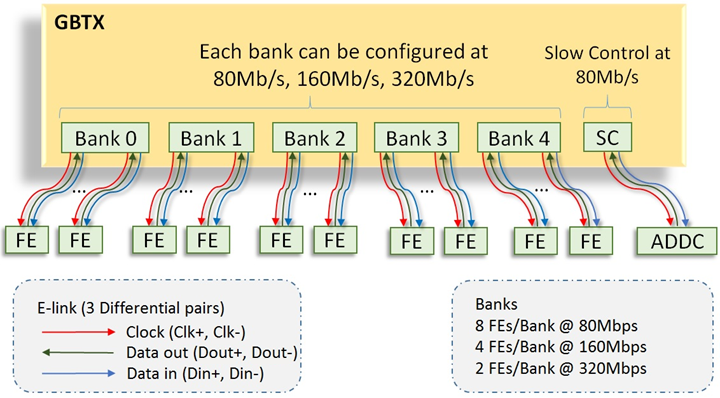 GBTX
Each bank can be configured at
80Mb/s, 160Mb/s, 320Mb/s
Slow Control at
80Mb/s
Bank 0 Bank 1 Bank 2 Bank 3 Bank 4 SC
... ... ... ... ...
FE FE FE FE FE FE FE FE FE FE ADDC
E-link (3 Differential pairs)
Clock (Clk+, Clk-)
Data out (Dout+, Dout-)
Data in (Din+, Din-)
Banks
8 FEs/Bank @ 80Mbps
4 FEs/Bank @ 160Mbps
2 FEs/Bank @ 320Mbps